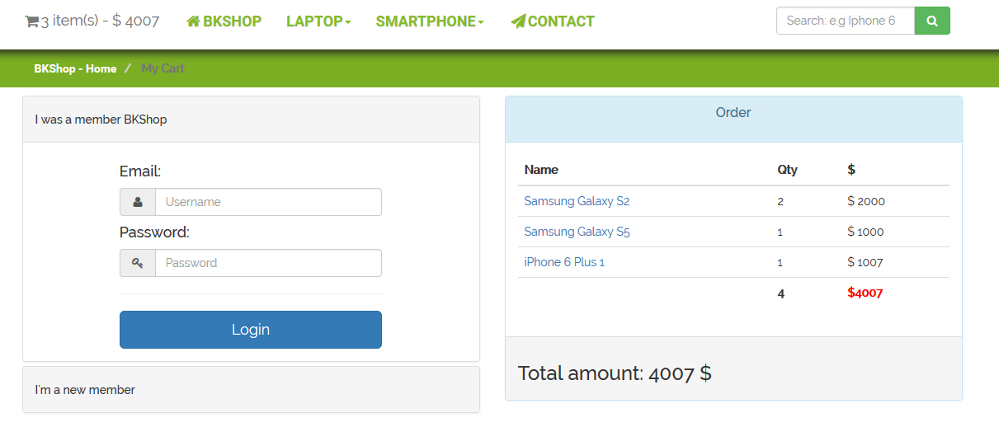 3 item(s) - $ 4007 BKSHOP LAPTOP SMARTPHONE CONTACT Search: e.g Iphone 6
BKShop - Home / My Cart
I was a member BKShop
Email:
Username
Password:
Password
Login
I'm a new member
Order
Name Qty $
Samsung Galaxy S2 2 $ 2000
Samsung Galaxy S5 1 $ 1000
iPhone 6 Plus 1 1 $ 1007
4 $4007
Total amount: 4007 $